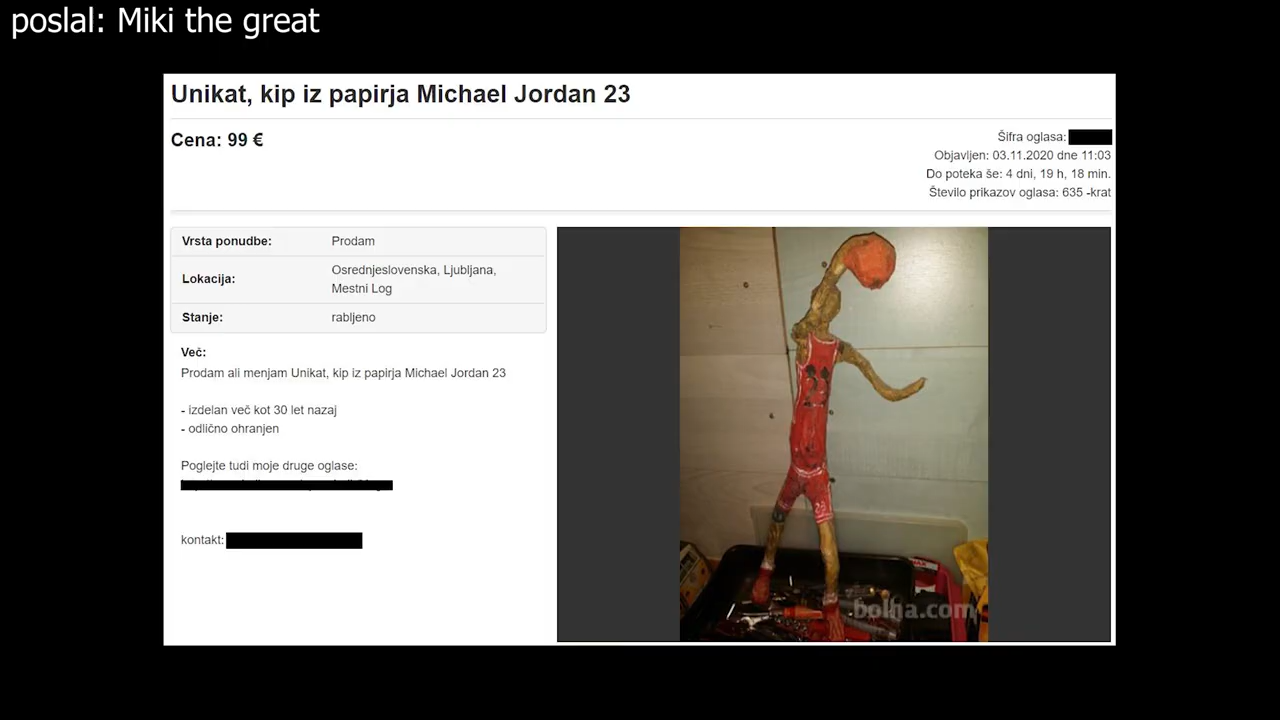 poslal: Miki the great
Unikat, kip iz papirja Michael Jordan 23
Cena: 99 €
Šifra oglasa:
Objavljen: 03.11.2020 dne 11:03
Do poteka še: 4 dni, 19 h, 18 min.
Število prikazov oglasa: 635 -krat
Vrsta ponudbe: Prodam
Lokacija: Osrednjeslovenska, Ljubljana,
Mestni Log
Stanje: rabljeno
Več:
Prodam ali menjam Unikat, kip iz papirja Michael Jordan 23
- izdelan več kot 30 let nazaj
- odlično ohranjen
Poglejte tudi moje druge oglase:
kontakt:
23
23
bolha.com